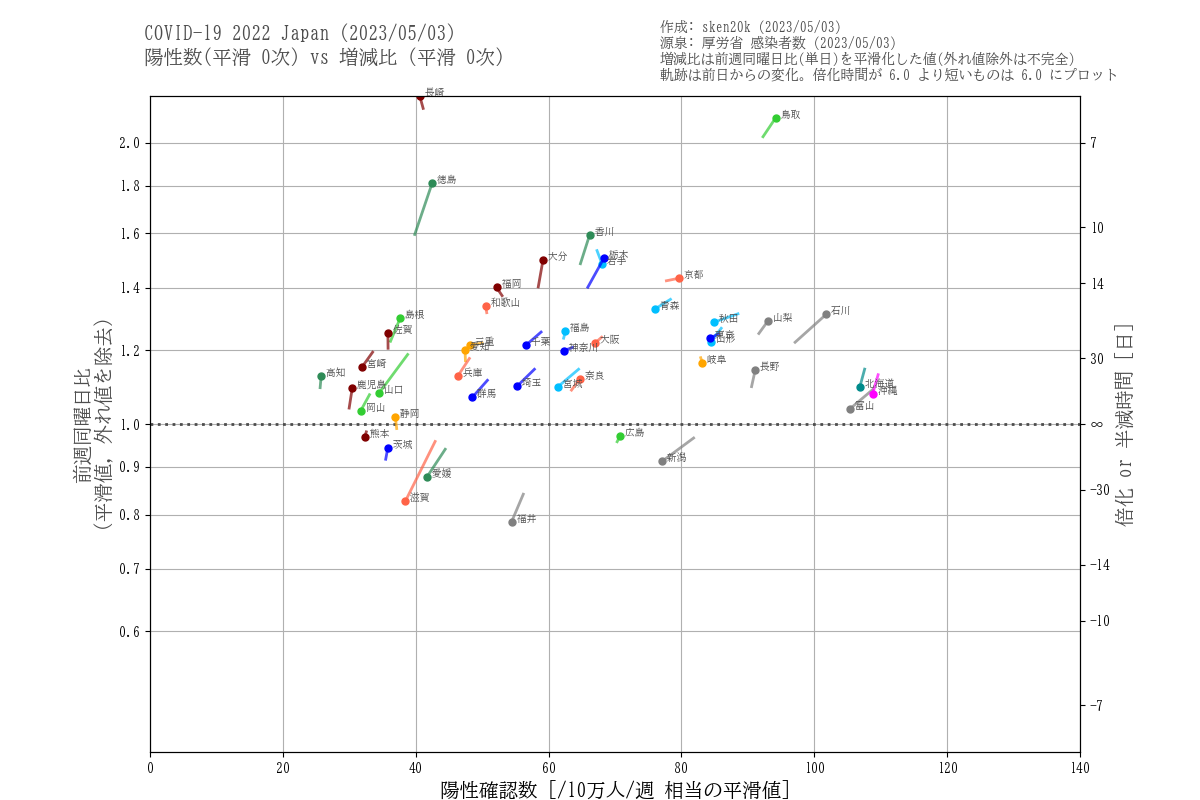 COVID-19 2022 Japan (2023/05/03)
陽性数(平滑 0次) vs 増減比 (平滑 0次)
作成: sken20k (2023/05/03)
源泉: 厚労省 感染者数 (2023/05/03)
増減比は前週同曜日比(単日)を平滑化した値(外れ値除外は不完全)
軌跡は前日からの変化。倍化時間が 6.0 より短いものは 6.0 にプロット
長崎
鳥取
2.0
7
徳島
1.8
1.6
香川
10
阪本
岩手
大分
京都
福岡
14
1.4
和歌山
青森
島根
秋田
山梨
石川
佐賀
福島
東京
山形
大阪
千葉
三重
愛知
神奈川
1.2
30
宮崎
岐阜
長野
高知
兵庫
奈良
鹿児島
山口
埼玉
宮城
北海道
沖縄
群馬
岡山
富山
静岡
1.0
∞
熊本
広島
茨城
新潟
0.9
愛媛
-30
滋賀
福井
0.8
0.7
-14
0.6
-10
-7
前週同曜日比
(平滑値, 外れ値を除去)
倍化 or 半減時間 [日]
0 20 40 60 80 100 120 140
陽性確認数 [/10万人/週 相当の平滑値]